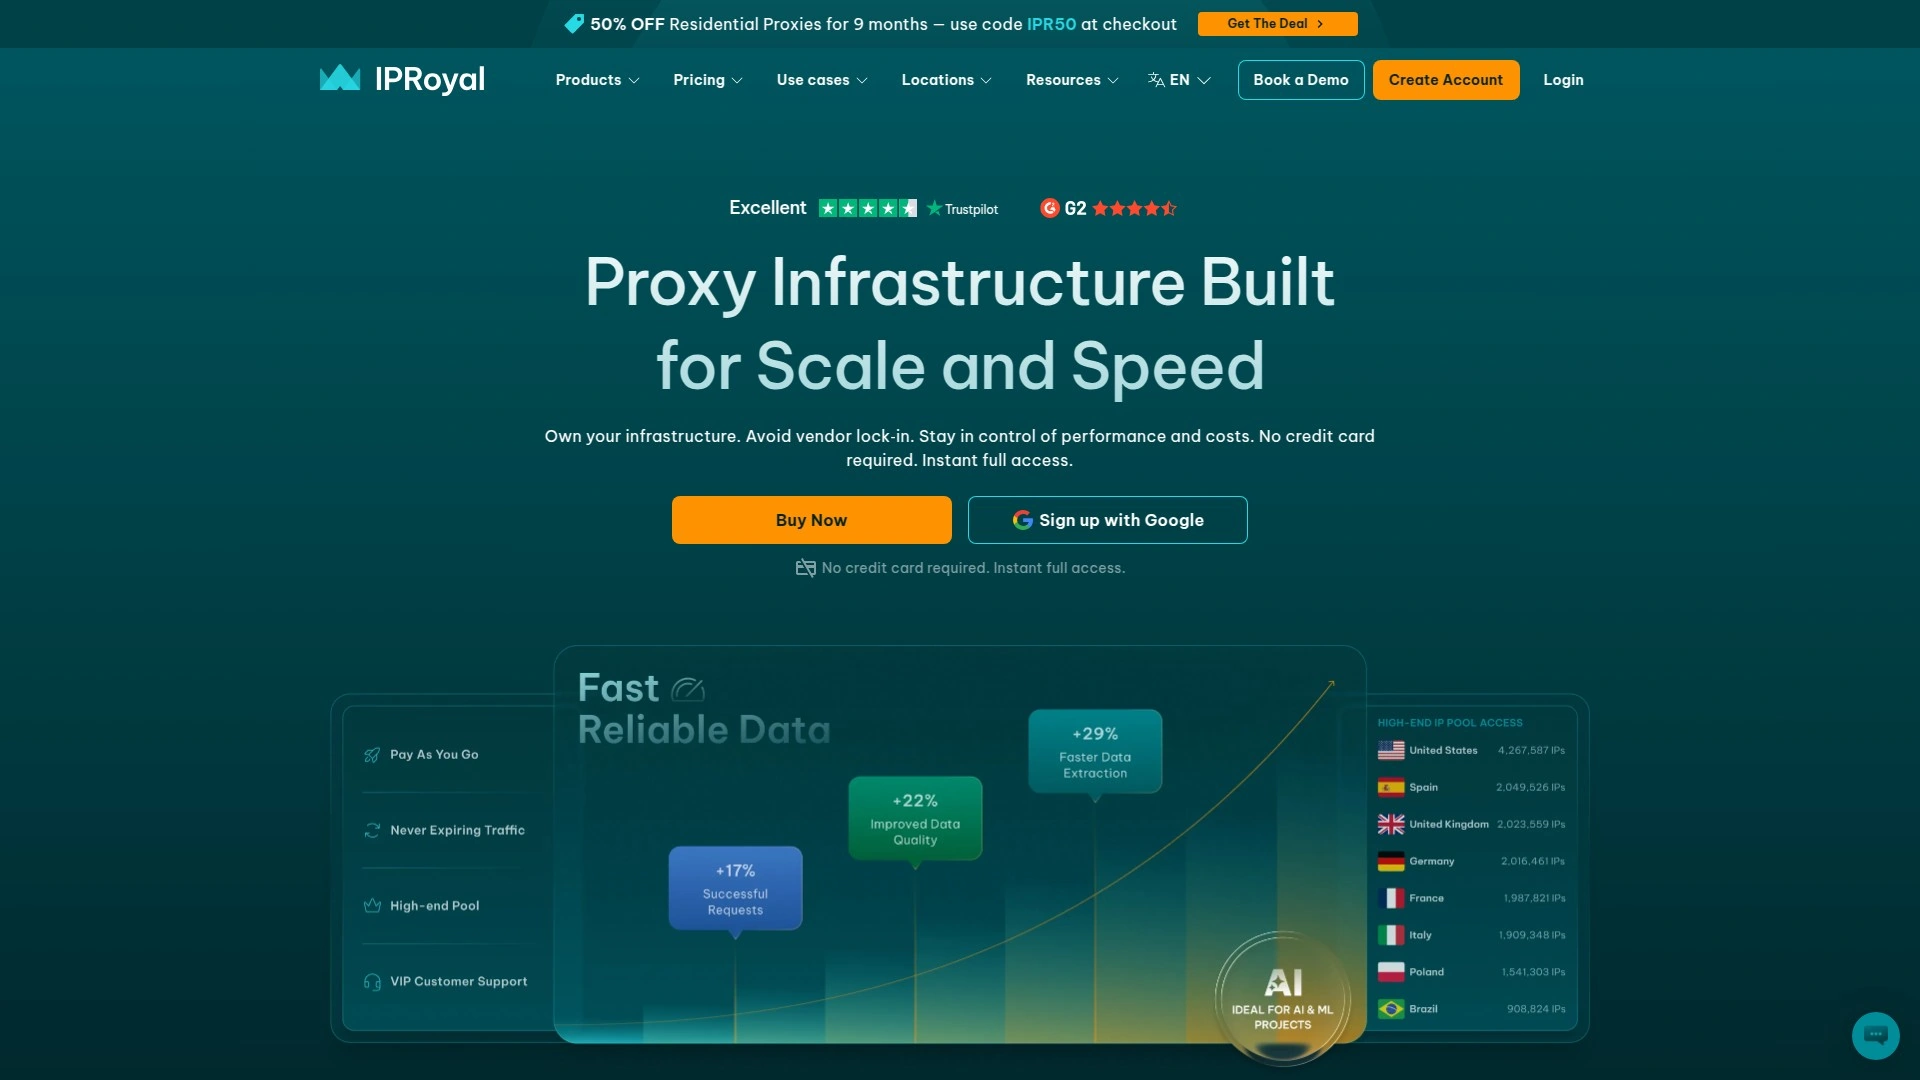 50% OFF Residential Proxies for 9 months — use code IPR50 at checkout
Get The Deal
IPRoyal
Products
Pricing
Use cases
Locations
Resources
EN
Book a Demo
Create Account
Login
Excellent
Trustpilot
G2
Proxy Infrastructure Built
for Scale and Speed
Own your infrastructure. Avoid vendor lock-in. Stay in control of performance and costs. No credit card
required. Instant full access.
Buy Now
Sign up with Google
No credit card required. Instant full access.
Pay As You Go
Never Expiring Traffic
High-end Pool
VIP Customer Support
Fast
Reliable Data
+17%
Successful
Requests
+22%
Improved Data
Quality
+29%
Faster Data
Extraction
AI
IDEAL FOR AI & ML
PROJECTS
HIGH-END IP POOL ACCESS
United States 4,267,587 IPs
Spain 2,049,526 IPs
United Kingdom 2,023,559 IPs
Germany 2,016,461 IPs
France 1,987,821 IPs
Italy 1,909,348 IPs
Poland 1,541,303 IPs
Brazil 908,824 IPs